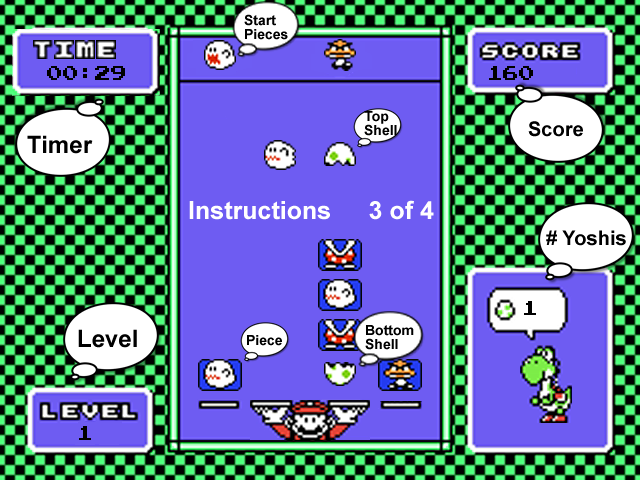 Start
Pieces
TIME
00:29
SCORE
160
Timer
Top
Shell
Score
Instructions 3 of 4
# Yoshis
1
Level
Piece
Bottom
Shell
LEVEL
1